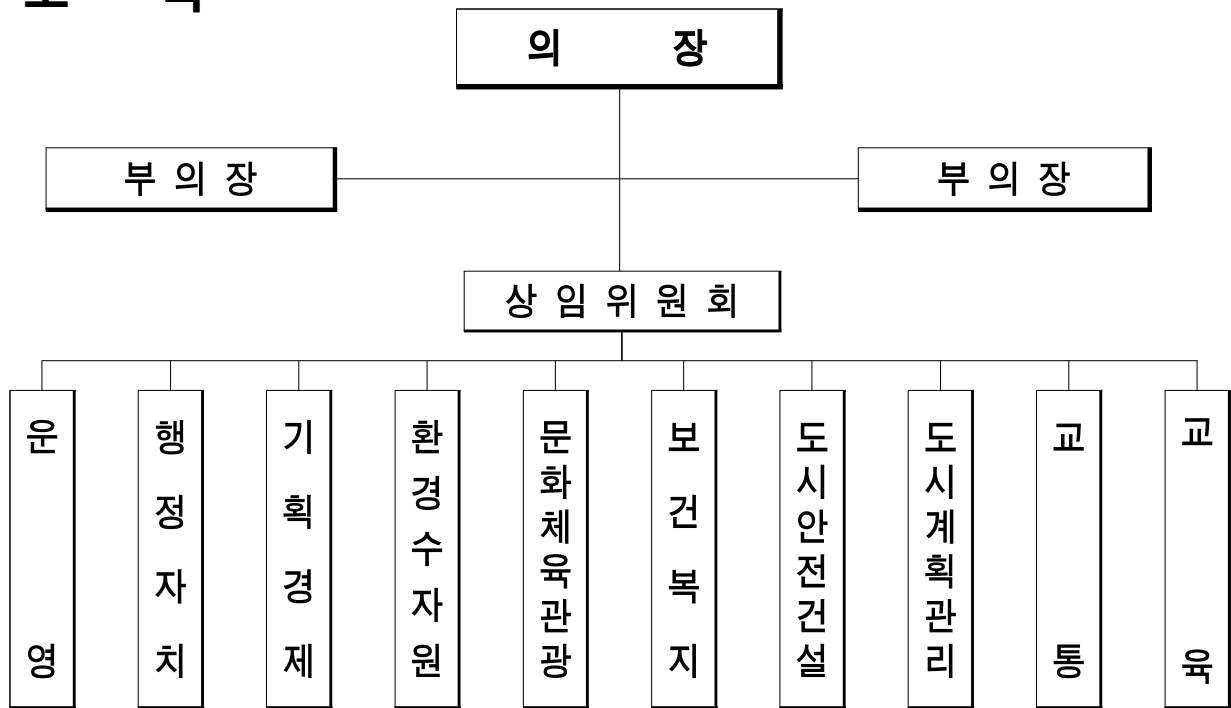 의 장
부 의 장
부 의 장
상 임 위 원 회
운 영
행 정 자 치
기 획 경 제
환 경 수 자 원
문화체육관광
보 건 복 지
도시안전건설
도시계획관리
교 통
교 육